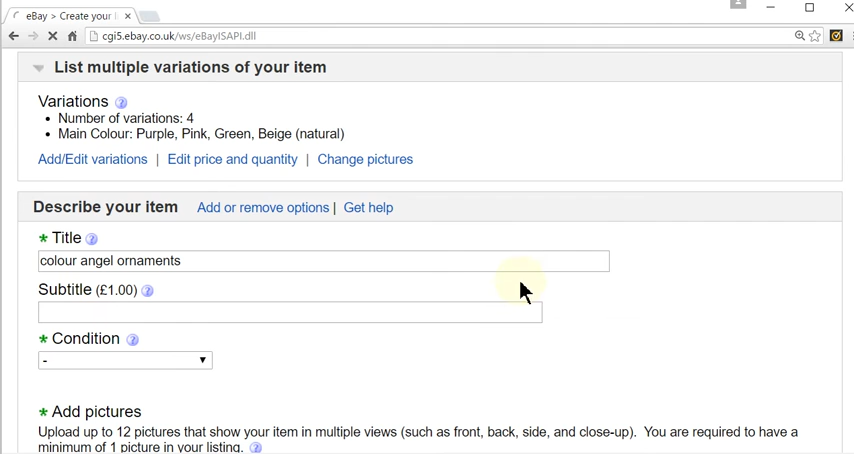 eBay > Create your l
cgi5.ebay.co.uk/ws/eBayISAPI.dll
List multiple variations of your item
Variations ?
• Number of variations: 4
• Main Colour: Purple, Pink, Green, Beige (natural)
Add/Edit variations | Edit price and quantity | Change pictures
Describe your item Add or remove options | Get help
* Title ?
colour angel ornaments
Subtitle (£1.00) ?
* Condition ?
-
* Add pictures
Upload up to 12 pictures that show your item in multiple views (such as front, back, side, and close-up). You are required to have a
minimum of 1 picture in your listing. ?